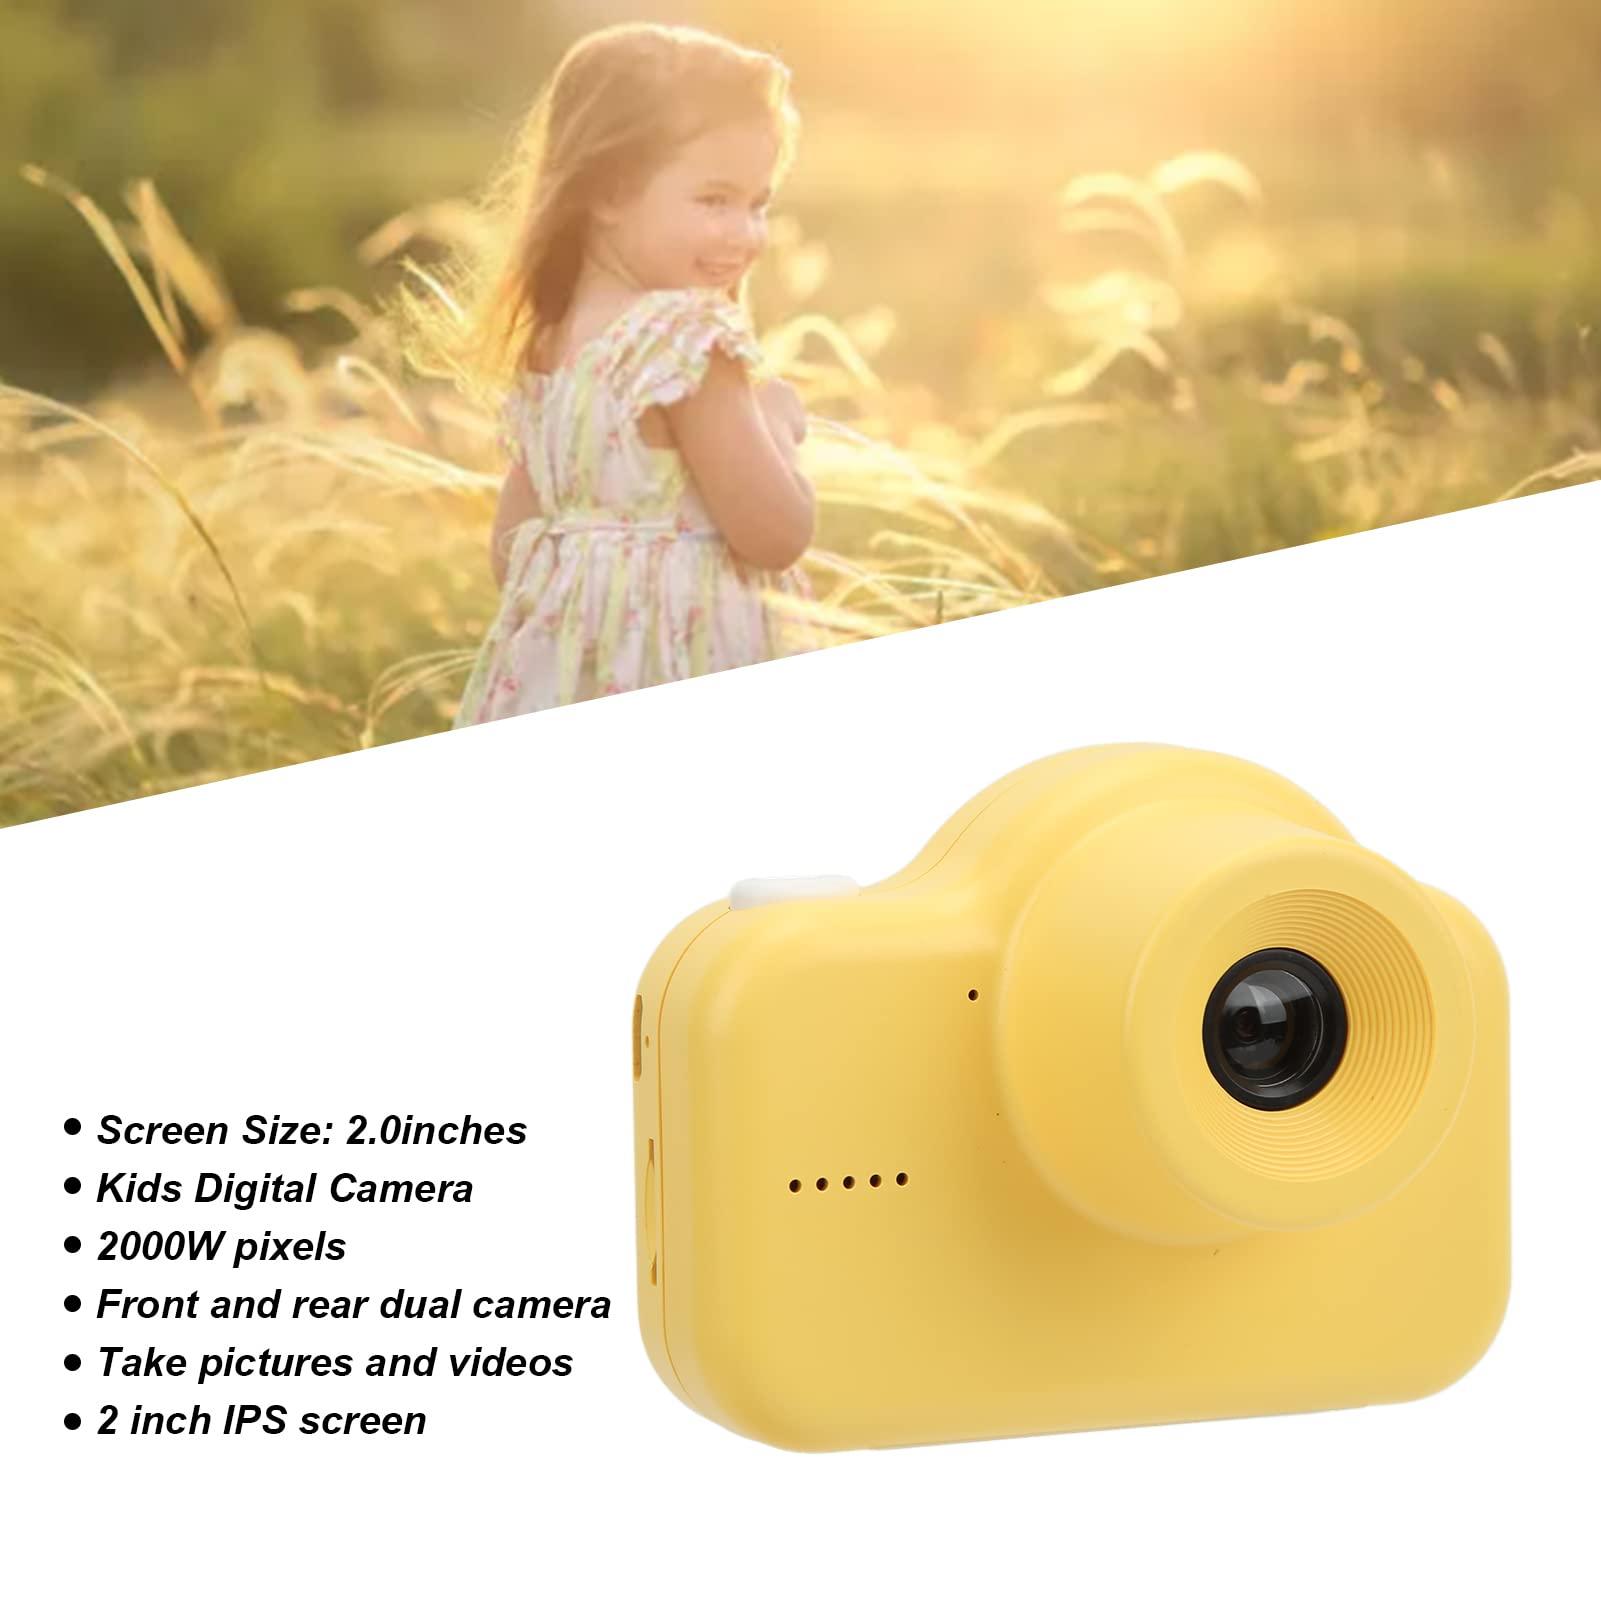 • Screen Size: 2.0inches
• Kids Digital Camera
• 2000W pixels
• Front and rear dual camera
• Take pictures and videos
• 2 inch IPS screen